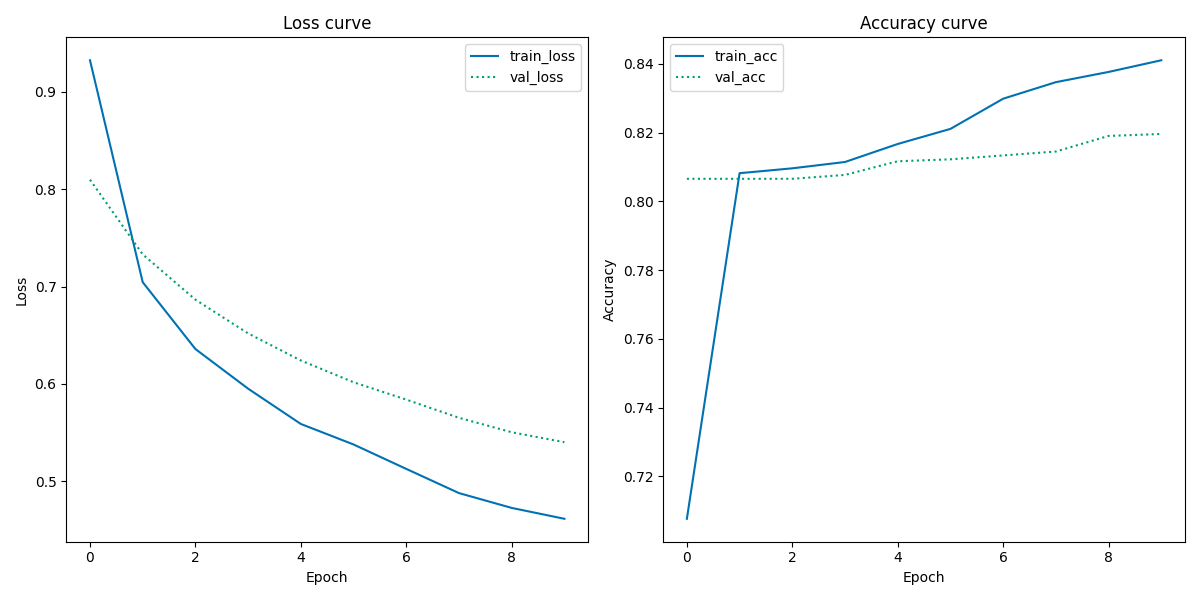 Loss curve
train_loss
val_loss
0.9
0.8
0.7
0.6
0.5
Loss
0 2 4 6 8
Epoch
Accuracy curve
train_acc
val_acc
0.84
0.82
0.80
0.78
0.76
0.74
0.72
Accuracy
0 2 4 6 8
Epoch